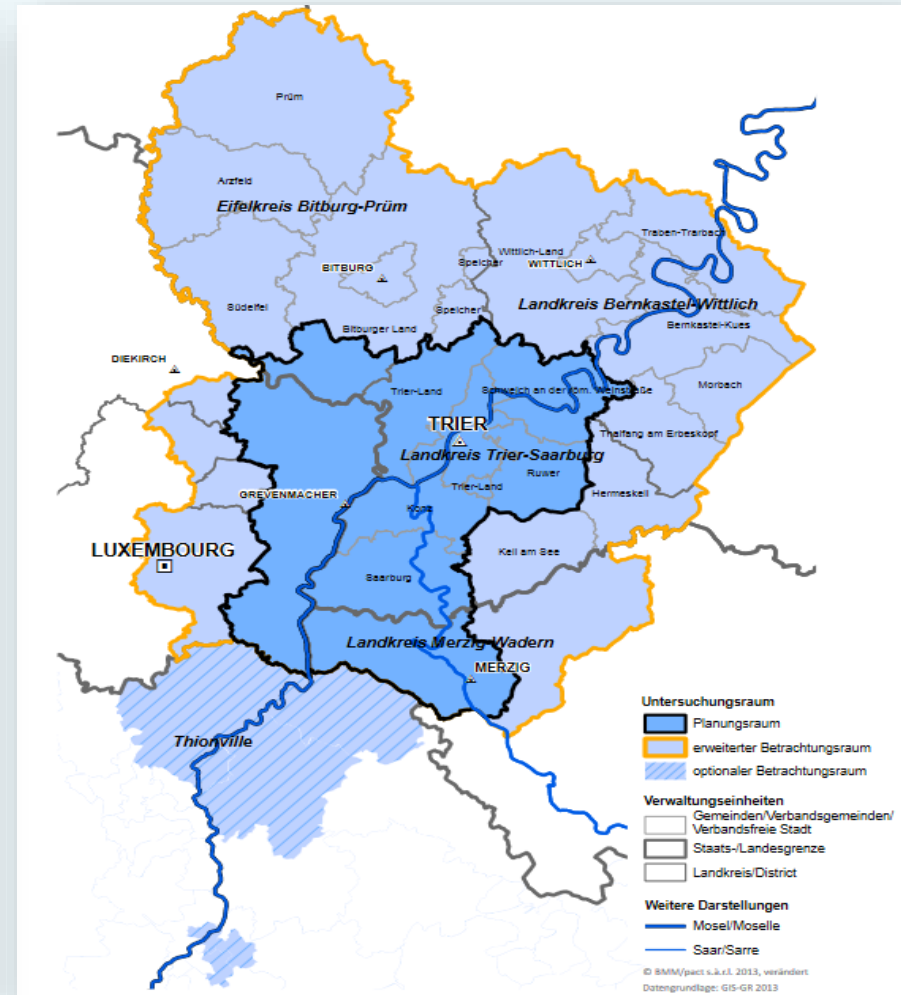 Prüm
Arzfeld
Eifelkreis Bitburg-Prüm
Traben-Trarbach
Wittlich-Land
Speicher
WITTLICH
BITBURG
Landkreis Bernkastel-Wittlich
Südeifel
Speicher
Bitburger Land
Bernkastel-Kues
DIEKIRCH
Morbach
Trier-Land
Schweich an der röm. Weinstraße
TRIER
Thalfang am Erbeskopf
Landkreis Trier-Saarburg
Ruwer
Trier-Land
Hermeskeil
GREVENMACHER
Konz
LUXEMBOURG
Kell am See
Saarburg
Landkreis Merzig-Wadern
MERZIG
Thionville
Untersuchungsraum
Planungsraum
erweiterter Betrachtungsraum
optionaler Betrachtungsraum
Verwaltungseinheiten
Gemeinden/Verbandsgemeinden/
Verbandsfreie Stadt
Staats-/Landesgrenze
Landkreis/District
Weitere Darstellungen
Mosel/Moselle
Saar/Sarre
© BMM/pact s.à.r.l. 2013, verändert
Datengrundlage: GIS-GR 2013